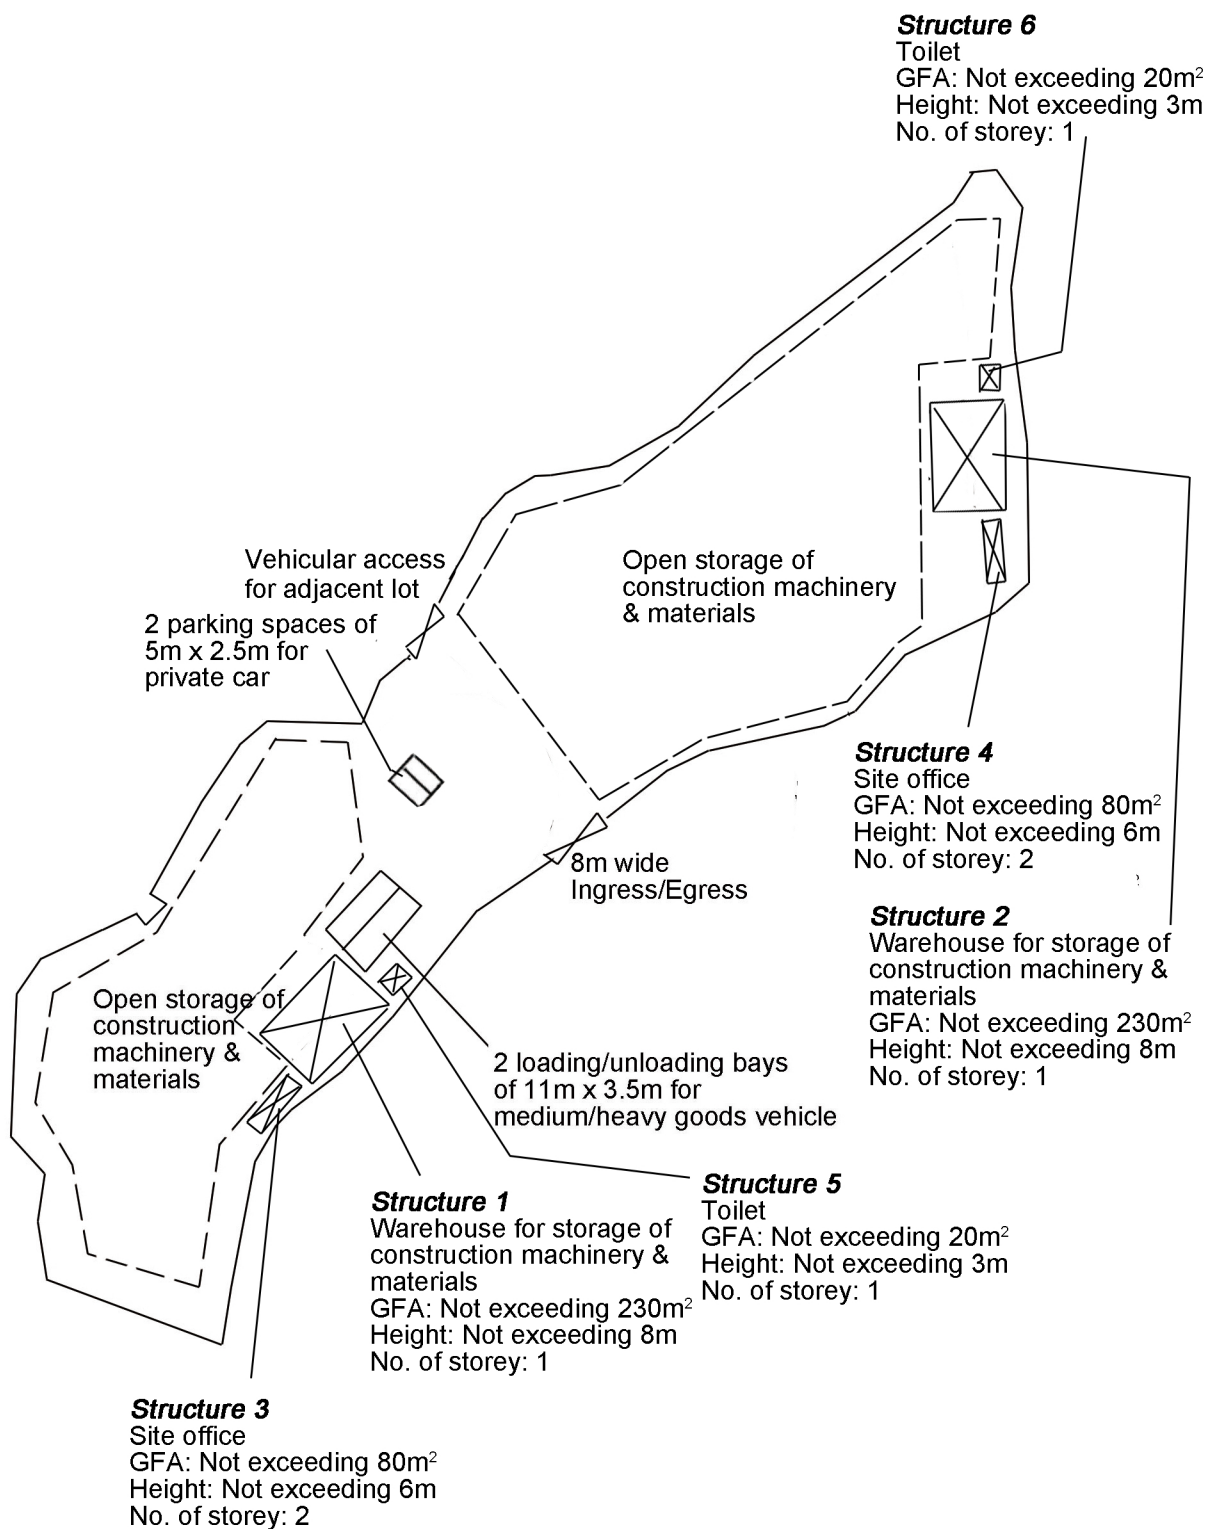 Structure 6
Toilet
GFA: Not exceeding 20m²
Height: Not exceeding 3m
No. of storey: 1
Vehicular access
for adjacent lot
2 parking spaces of
5m x 2.5m for
private car
Open storage of
construction machinery
& materials
Structure 4
Site office
GFA: Not exceeding 80m²
Height: Not exceeding 6m
No. of storey: 2
8m wide
Ingress/Egress
Structure 2
Warehouse for storage of
construction machinery &
materials
GFA: Not exceeding 230m²
Height: Not exceeding 8m
No. of storey: 1
Open storage of
construction
machinery &
materials
2 loading/unloading bays
of 11m x 3.5m for
medium/heavy goods vehicle
Structure 5
Toilet
GFA: Not exceeding 20m²
Height: Not exceeding 3m
No. of storey: 1
Structure 1
Warehouse for storage of
construction machinery &
materials
GFA: Not exceeding 230m²
Height: Not exceeding 8m
No. of storey: 1
Structure 3
Site office
GFA: Not exceeding 80m²
Height: Not exceeding 6m
No. of storey: 2